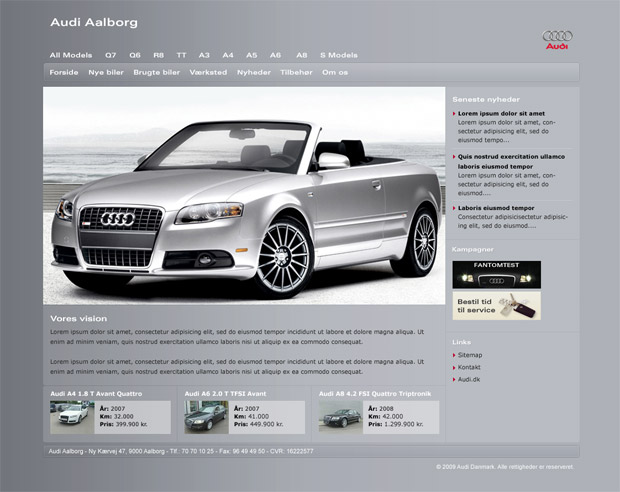 Audi Aalborg
Audi
All Models Q7 Q6 R8 TT A3 A4 A5 A6 A8 S Models
Forside Nye biler Brugte biler Værksted Nyheder Tilbehør Om os
Seneste nyheder
Lorem ipsum dolor sit amet
Lorem ipsum dolor sit amet, con-
sectetur adipisicing elit, sed do
eiusmod tempo...
Quis nostrud exercitation ullamco
laboris eiusmod tempor
Lorem ipsum dolor sit amet, con-
sectetur adipisicing elit, sed do
eiusmod....
Laboris eiusmod tempor
Consectetur adipisicisectetur adipisic-
ing elit, sed do eiusmod....
Kampagner
FANTOMTEST
Bestil tid
til service
Links
Sitemap
Kontakt
Audi.dk
Vores vision
Lorem ipsum dolor sit amet, consectetur adipisicing elit, sed do eiusmod tempor incididunt ut labore et dolore magna aliqua. Ut
enim ad minim veniam, quis nostrud exercitation ullamco laboris nisi ut aliquip ex ea commodo consequat.
Lorem ipsum dolor sit amet, consectetur adipisicing elit, sed do eiusmod tempor incididunt ut labore et dolore magna aliqua. Ut
enim ad minim veniam, quis nostrud exercitation ullamco laboris nisi ut aliquip ex ea commodo consequat.
Audi A4 1.8 T Avant Quattro
År: 2007
Km: 32.000
Pris: 399.900 kr.
Audi A6 2.0 T TFSI Avant
År: 2007
Km: 41.000
Pris: 449.900 kr.
Audi A8 4.2 FSI Quattro Triptronik
År: 2008
Km: 42.000
Pris: 1.299.900 kr.
Audi Aalborg - Ny Kærvej 47, 9000 Aalborg - Tlf.: 70 70 10 25 - Fax: 96 49 49 50 - CVR: 16222577
© 2009 Audi Danmark. Alle rettigheder er reserveret